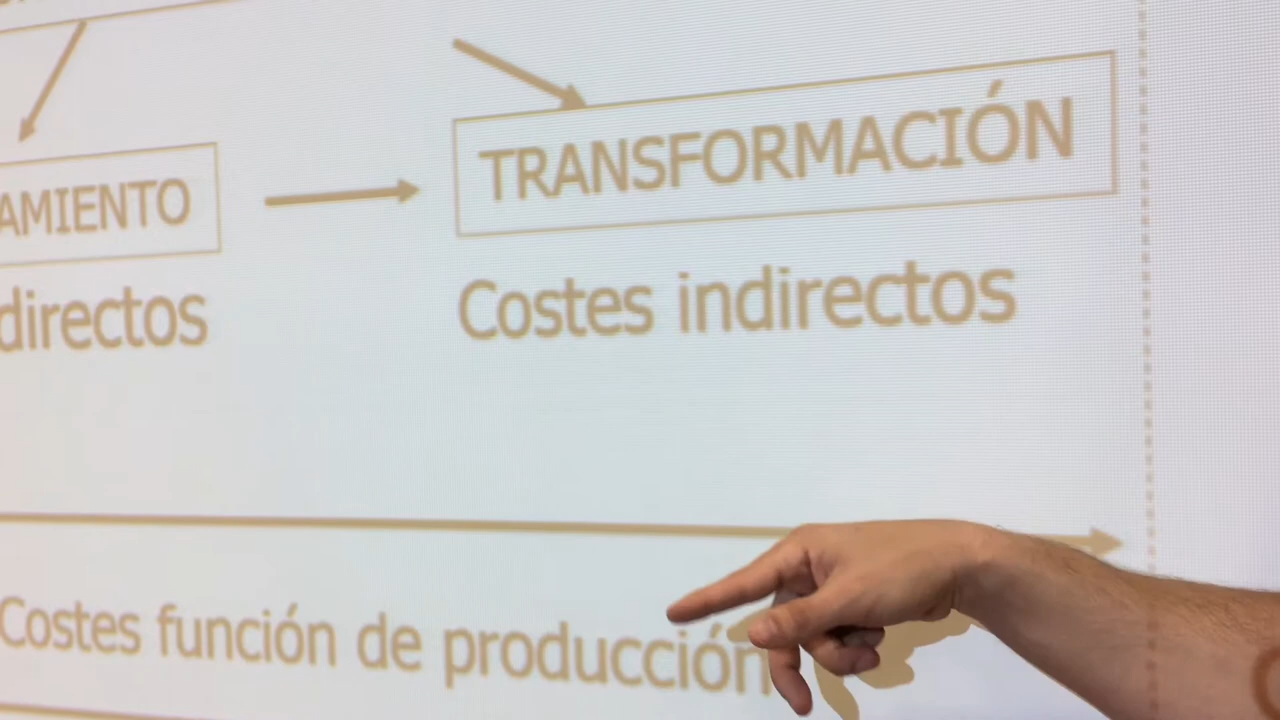 AMIENTO
TRANSFORMACIÓN
directos
Costes indirectos
Costes función de producción